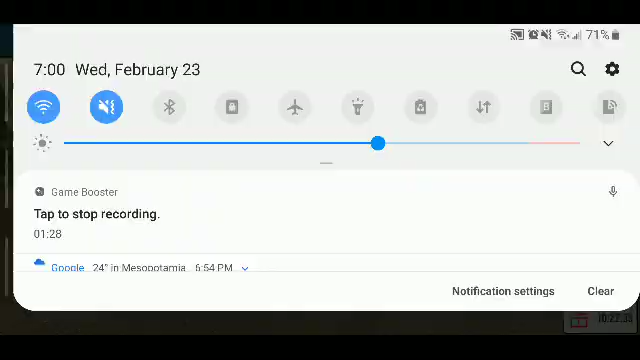 71%
7:00 Wed, February 23
Game Booster
Tap to stop recording.
01:28
Google 24° in Mesopotamia 6:54 PM
Notification settings
Clear